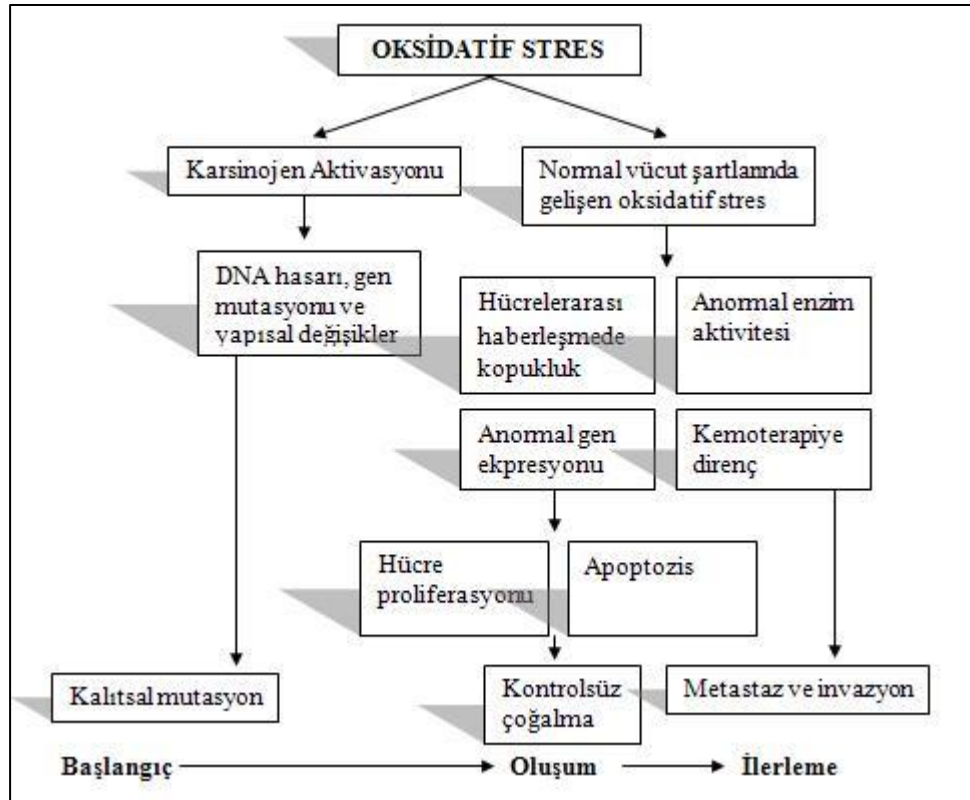 OKSİDATİF STRES
Karsinojen Aktivasyonu
Normal vücut şartlarında
gelişen oksidatif stres
DNA hasarı, gen
mutasyonu ve
yapısal değişikler
Hücrelerarası
haberleşmede
kopukluk
Anormal enzim
aktivitesi
Anormal gen
ekpresyonu
Kemoterapiye
direnç
Hücre
proliferasyonu
Apoptozis
Kalıtsal mutasyon
Kontrolsüz
çoğalma
Metastaz ve invazyon
Başlangıç
Oluşum
İlerleme